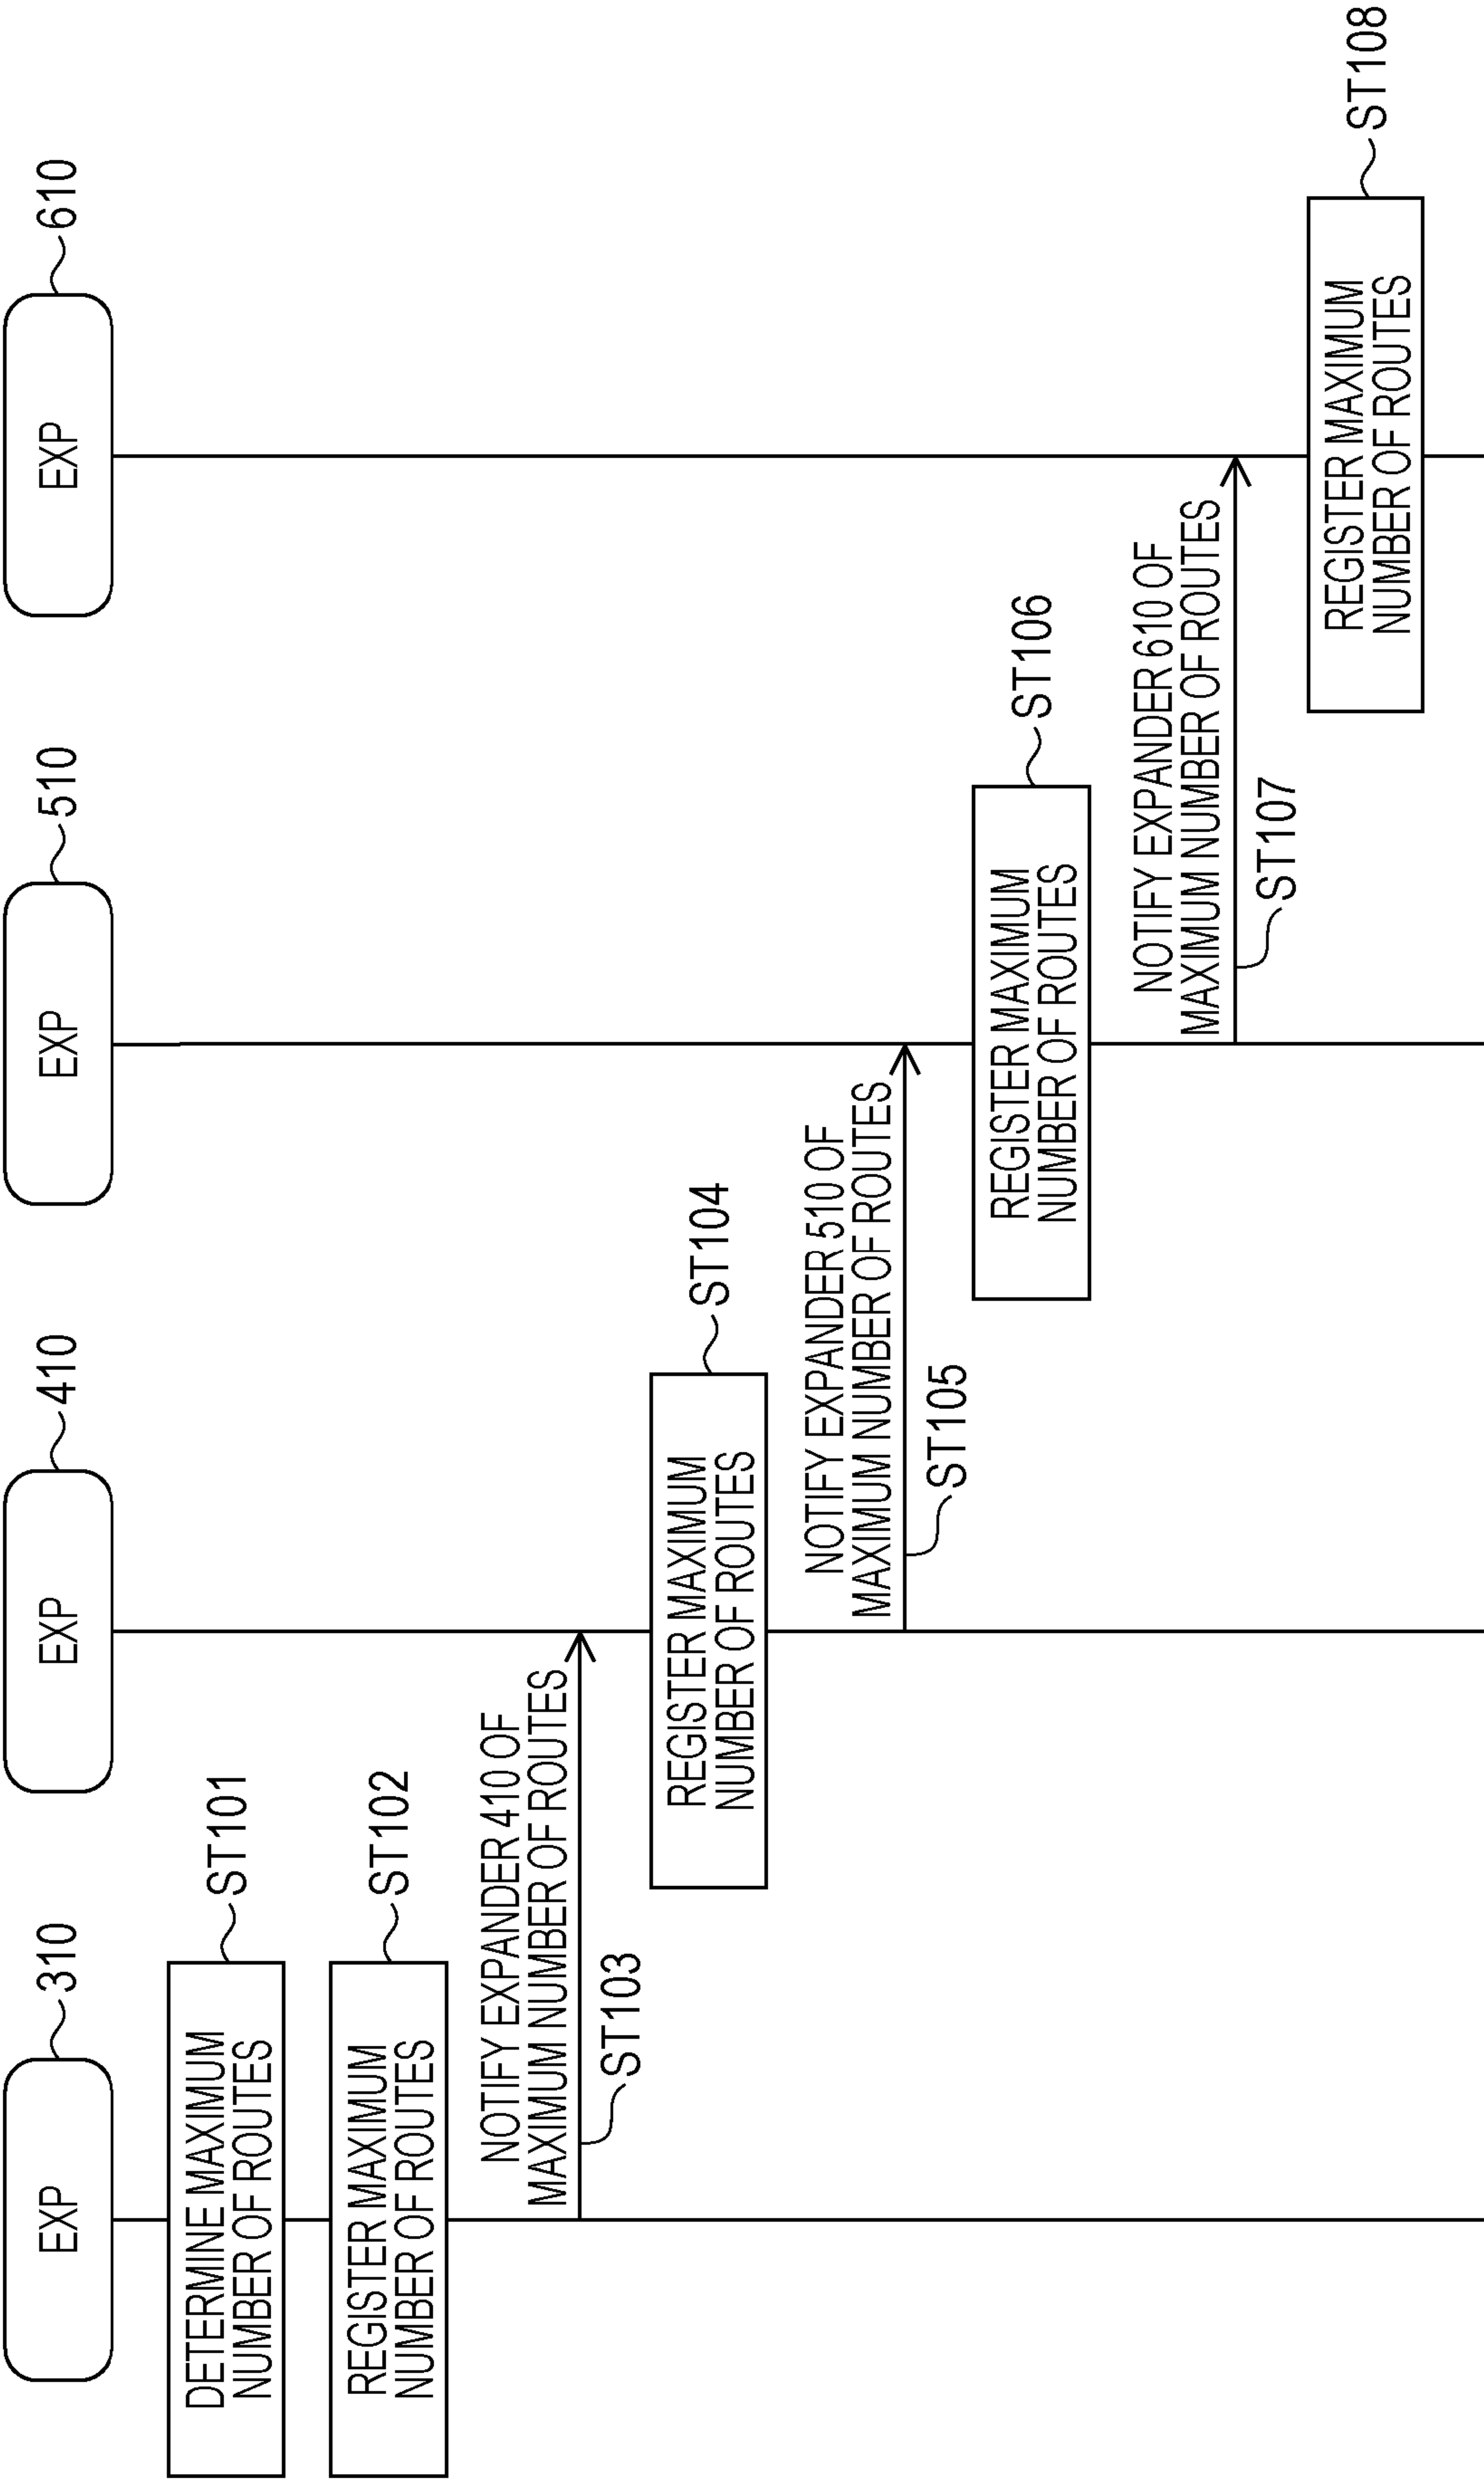 310
410
510
610
EXP
EXP
EXP
EXP
DETERMINE MAXIMUM
NUMBER OF ROUTES
ST101
REGISTER MAXIMUM
NUMBER OF ROUTES
ST102
NOTIFY EXPANDER 410 OF
MAXIMUM NUMBER OF ROUTES
ST103
REGISTER MAXIMUM
NUMBER OF ROUTES
ST104
NOTIFY EXPANDER 510 OF
MAXIMUM NUMBER OF ROUTES
ST105
REGISTER MAXIMUM
NUMBER OF ROUTES
ST106
NOTIFY EXPANDER 610 OF
MAXIMUM NUMBER OF ROUTES
ST107
REGISTER MAXIMUM
NUMBER OF ROUTES
ST108